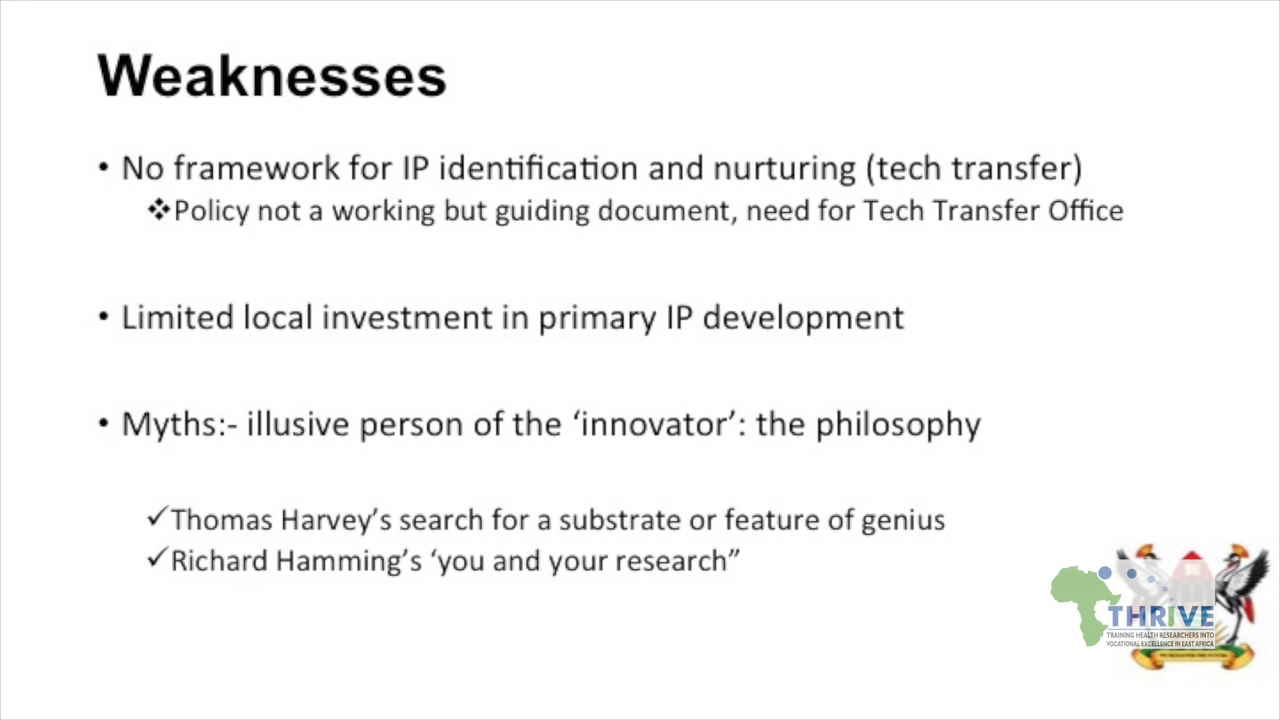 Weaknesses
• No framework for IP identification and nurturing (tech transfer)
❖Policy not a working but guiding document, need for Tech Transfer Office
• Limited local investment in primary IP development
• Myths:- illusive person of the ‘innovator’: the philosophy
✓Thomas Harvey’s search for a substrate or feature of genius
✓Richard Hamming’s ‘you and your research”
THRIVE
TRAINING HEALTH RESEARCHERS INTO
VOCATIONAL EXCELLENCE IN EAST AFRICA